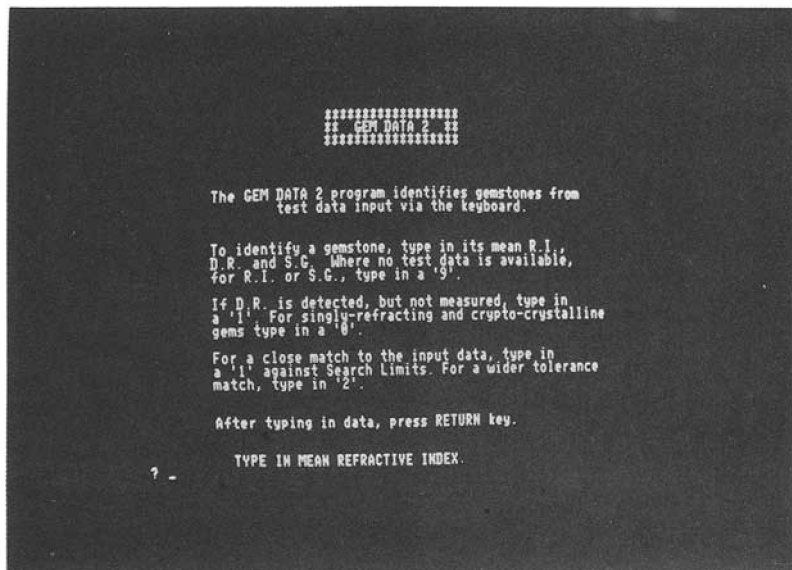 ‡‡‡‡‡‡‡‡‡‡‡‡‡‡‡‡‡
‡‡ GEM DATA 2 ‡‡
‡‡‡‡‡‡‡‡‡‡‡‡‡‡‡‡‡
The GEM DATA 2 program identifies gemstones from
test data input via the keyboard.
To identify a gemstone, type in its mean R.I.,
D.R. and S.G. Where no test data is available,
for R.I. or S.G., type in a '9'.
If D.R. is detected, but not measured, type in
a '1'. For singly-refracting and crypto-crystalline
gems type in a '0'.
For a close match to the input data, type in
a '1' against Search Limits. For a wider tolerance
match, type in '2'.
After typing in data, press RETURN key.
TYPE IN MEAN REFRACTIVE INDEX.
? _